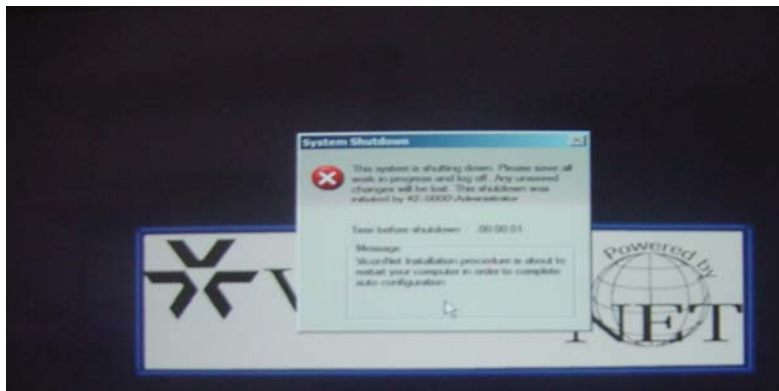 System Shutdown
This system is shutting down. Please save all
work in progress and log off. Any unsaved
changes will be lost. This shutdown was
initiated by \Administrator
Time before shutdown : 00:00:01
Message
ViconNet Installation procedure is about to
restart your computer in order to complete
auto configuration
V
Powered by
NET